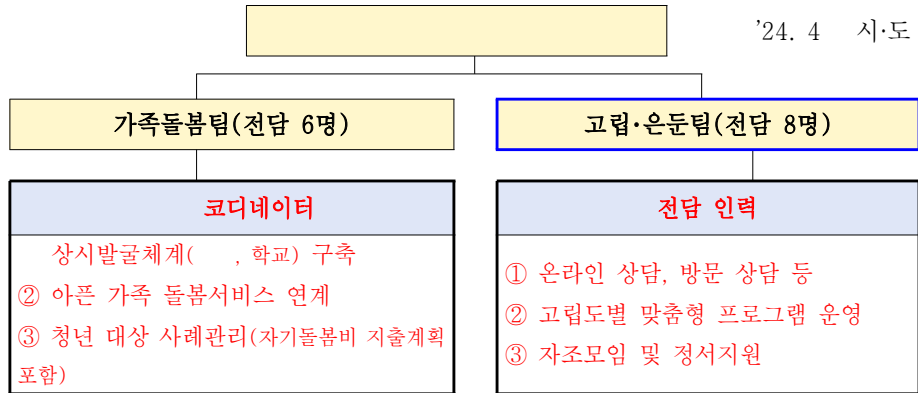 ’24. 4 시·도
가족돌봄팀(전담 6명)
고립·은둔팀(전담 8명)
코디네이터
상시발굴체계( , 학교) 구축
② 아픈 가족 돌봄서비스 연계
③ 청년 대상 사례관리(자기돌봄비 지출계획
포함)
전담 인력
① 온라인 상담, 방문 상담 등
② 고립도별 맞춤형 프로그램 운영
③ 자조모임 및 정서지원